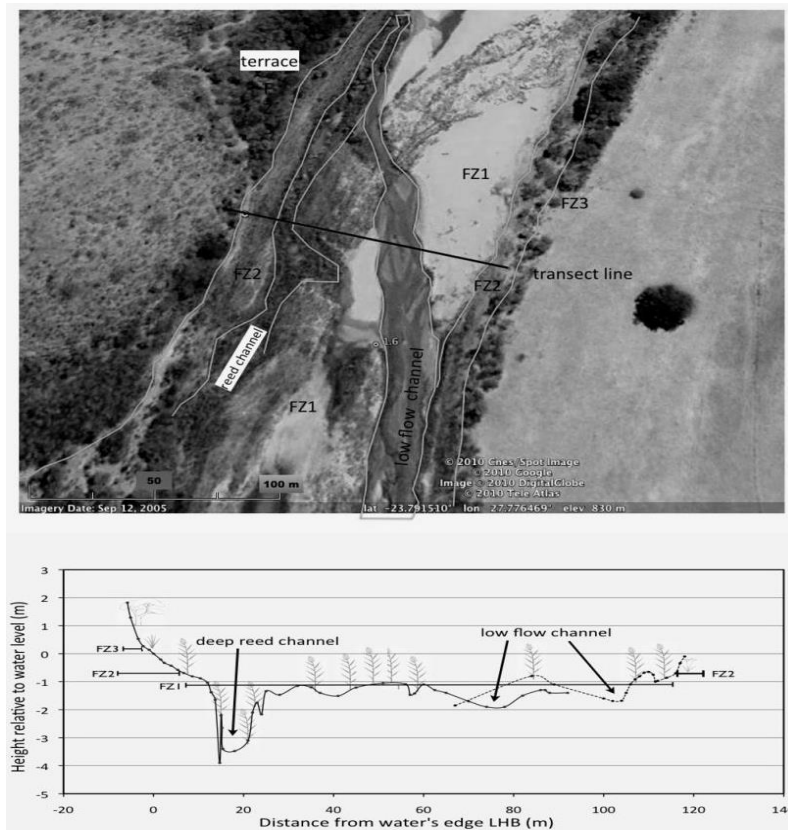 terrace
FZ1
FZ3
FZ2
FZ2
transect line
reed channel
1.6
FZ1
low flow channel
© 2010 Cnes, Spot Image
© 2010 Google
Image © 2010 DigitalGlobe
© 2010 Tele Atlas
50
100 m
Imagery Date: Sep 12, 2005
lat -23.791510° lon 27.776469° elev 830 m
3
2
1
0
-1
-2
-3
-4
-5
Height relative to water level (m)
deep reed channel
low flow channel
FZ3
FZ2
FZ1
FZ2
-20
0
20
40
60
80
100
120
14
Distance from water's edge LHB (m)